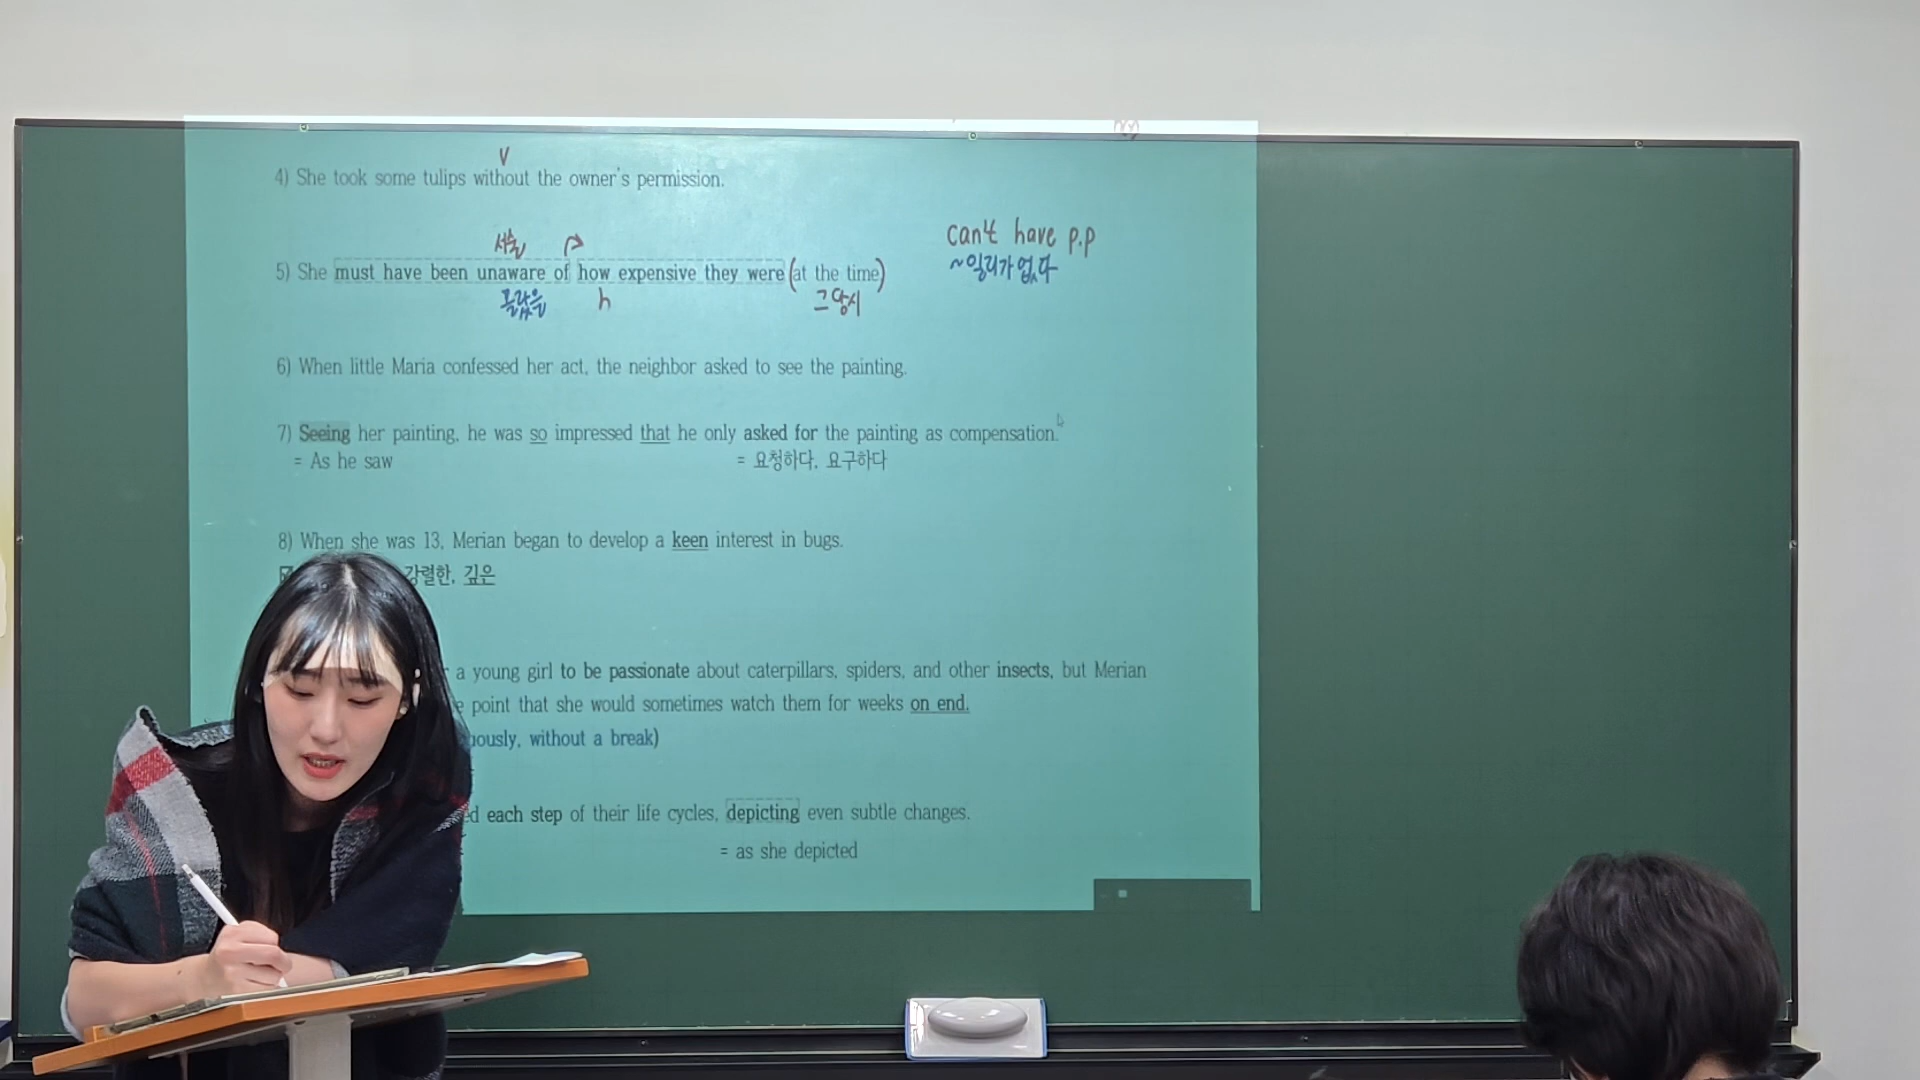 V
4) She took some tulips without the owner's permission.
서술
can't have p.p
~일리가 없다
5) She must have been unaware of how expensive they were (at the time)
몰랐음
h
그 당시
6) When little Maria confessed her act, the neighbor asked to see the painting.
7) Seeing her painting, he was so impressed that he only asked for the painting as compensation.
= As he saw
= 요청하다, 요구하다
8) When she was 13, Merian began to develop a keen interest in bugs.
강렬한, 깊은
a young girl to be passionate about caterpillars, spiders, and other insects, but Merian
point that she would sometimes watch them for weeks on end.
without a break)
each step of their life cycles, depicting even subtle changes.
= as she depicted